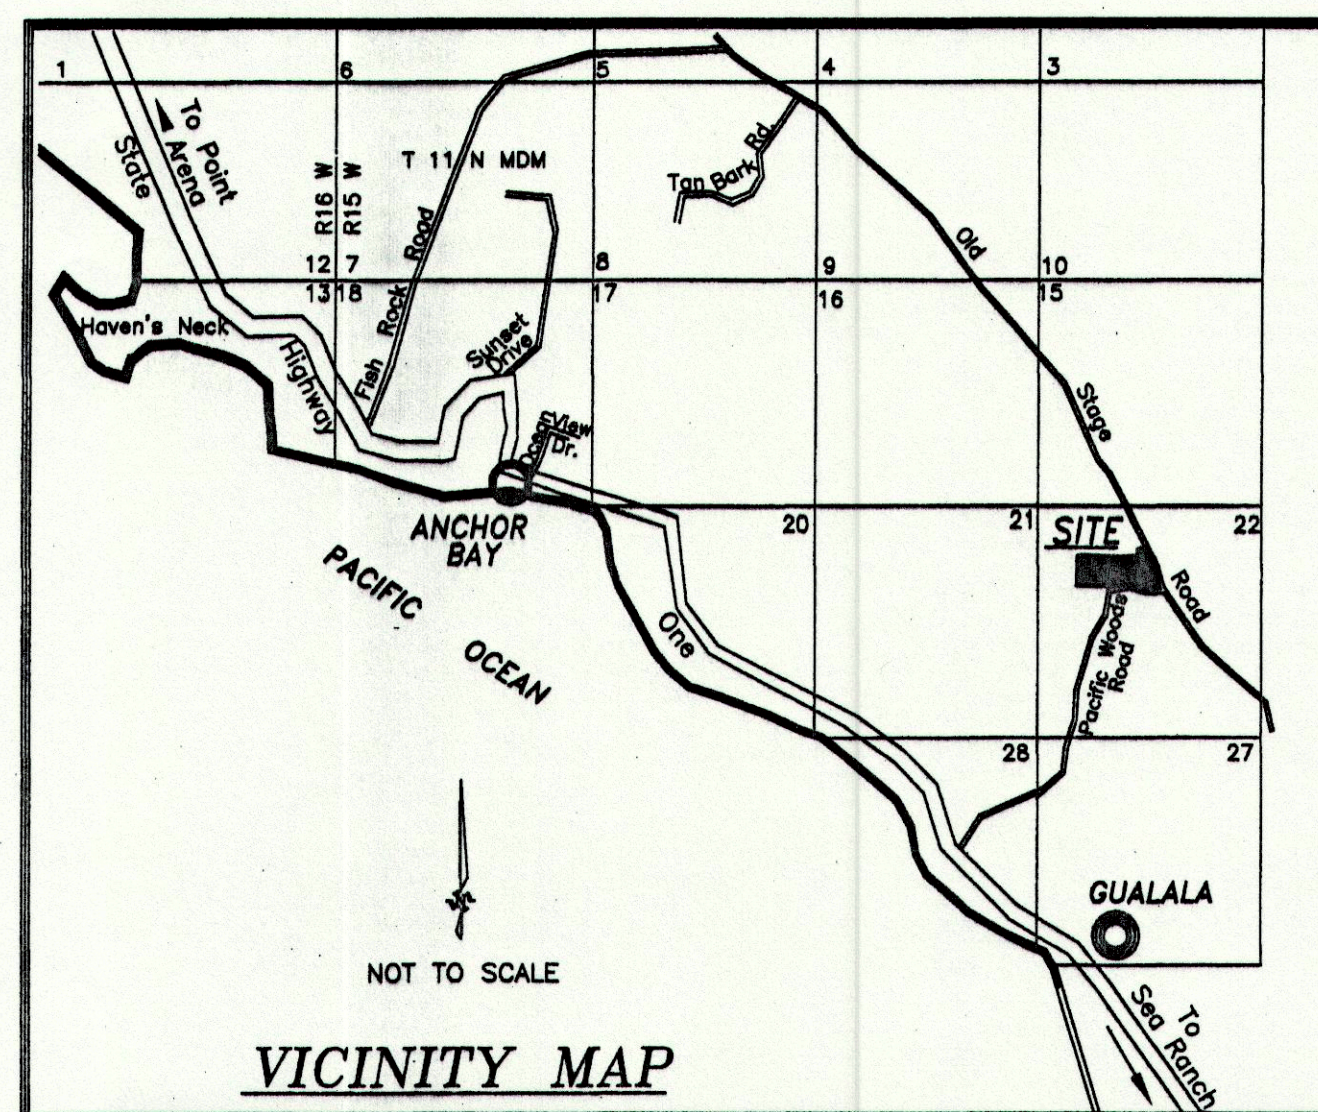 1
6
5
4
3
To Point
Arena
State
R16 W
R15 W
T 11 N MDM
Tan Bark Rd.
Fish Rock Road
Old
12
7
8
9
10
13
18
17
16
15
Haven's Neck
Highway
Sunset
Drive
Ocean View
Dr.
Stage
ANCHOR
BAY
20
21
22
SITE
PACIFIC
OCEAN
One
Road
Pacific Woods
Road
28
27
GUALALA
NOT TO SCALE
To
Sea Ranch
VICINITY MAP